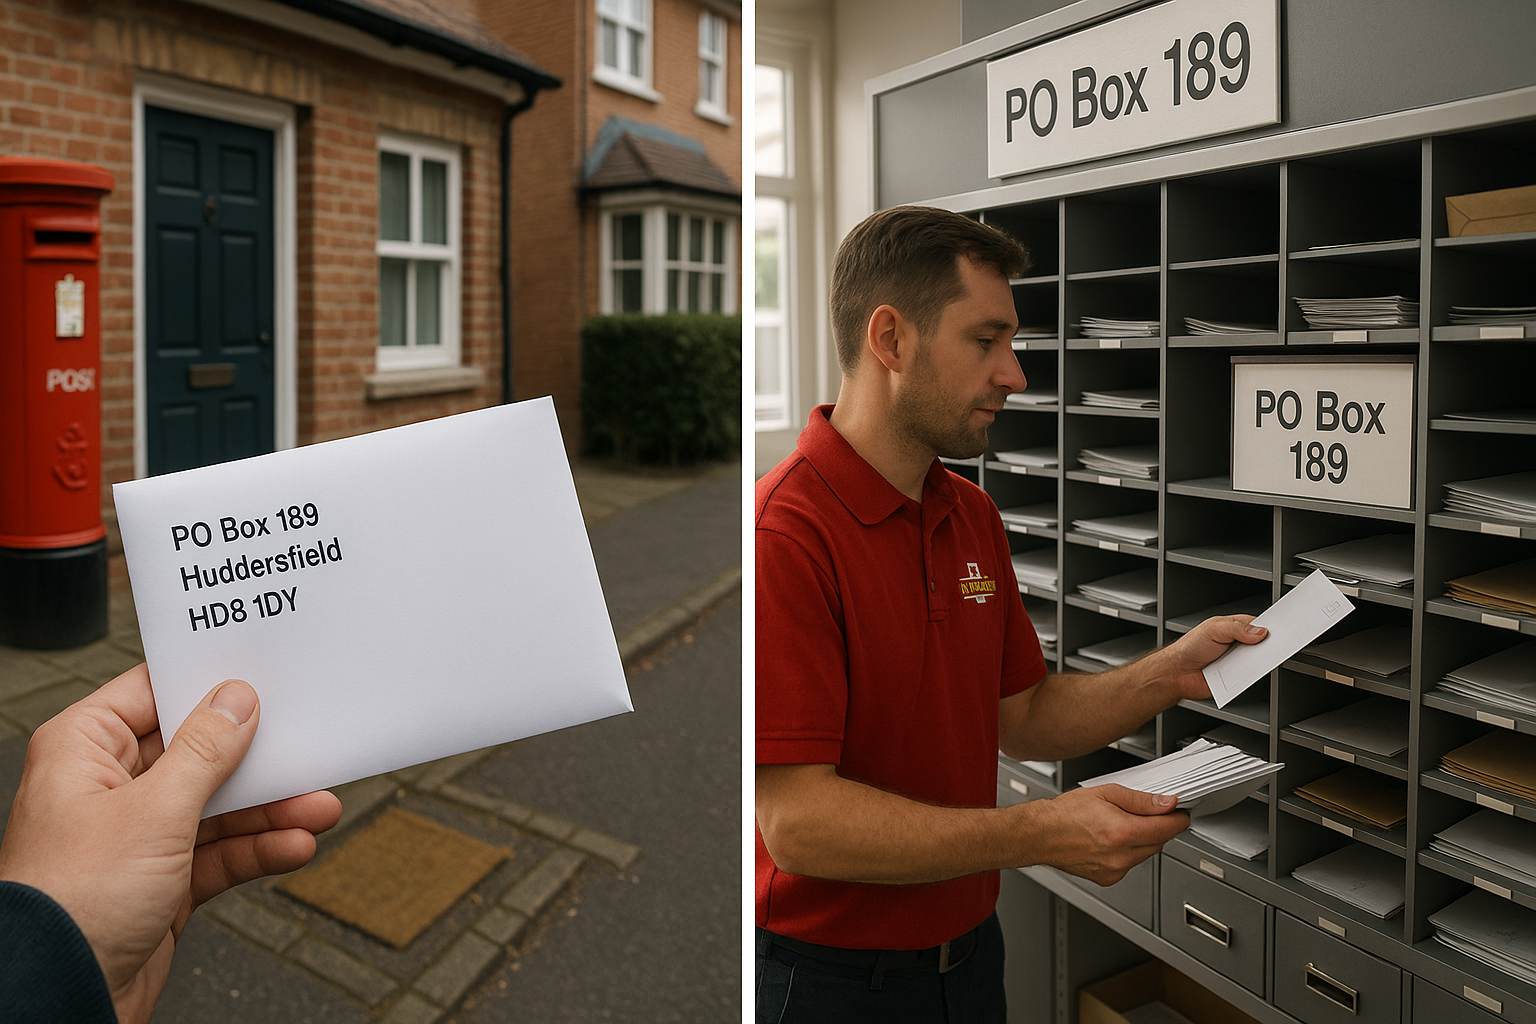 POST
PO Box 189
Huddersfield
HD8 1DY
PO Box 189
PO Box
189